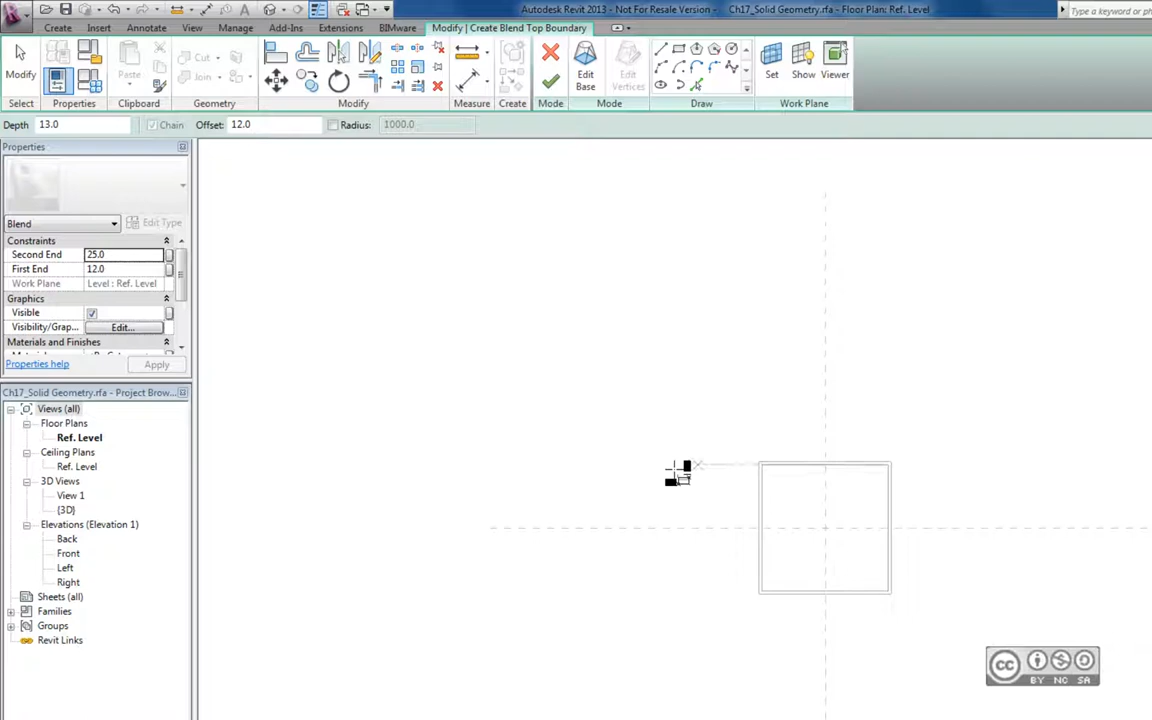 Autodesk Revit 2013 - Not For Resale Version - Ch17_Solid Geometry.rfa - Floor Plan: Ref. Level
Type a keyword or ph
Create Insert Annotate View Manage Add-Ins Extensions BIMware Modify | Create Blend Top Boundary
Modify Paste Cut Join Edit Base Edit Vertices Set Show Viewer
Select Properties Clipboard Geometry Modify Measure Create Mode Mode Draw Work Plane
Depth 13.0 Chain Offset: 12.0 Radius: 1000.0
Properties
Blend Edit Type
Constraints
Second End 25.0
First End 12.0
Work Plane Level : Ref. Level
Graphics
Visible
Visibility/Grap... Edit...
Materials and Finishes
Properties help Apply
Ch17_Solid Geometry.rfa - Project Brow...
Views (all)
Floor Plans
Ref. Level
Ceiling Plans
Ref. Level
3D Views
View 1
{3D}
Elevations (Elevation 1)
Back
Front
Left
Right
Sheets (all)
Families
Groups
Revit Links
cc
BY NC SA